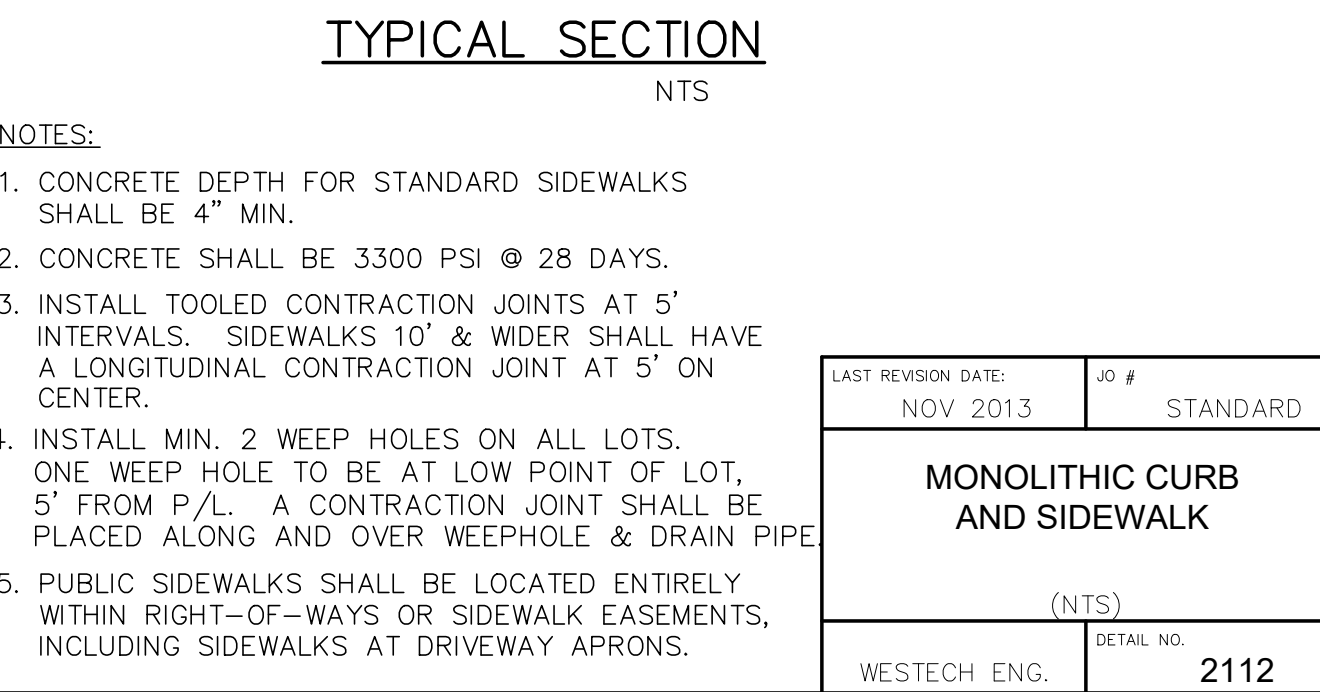 TYPICAL SECTION
NTS
NOTES:
1. CONCRETE DEPTH FOR STANDARD SIDEWALKS
SHALL BE 4" MIN.
2. CONCRETE SHALL BE 3300 PSI @ 28 DAYS.
3. INSTALL TOOLED CONTRACTION JOINTS AT 5'
INTERVALS. SIDEWALKS 10' & WIDER SHALL HAVE
A LONGITUDINAL CONTRACTION JOINT AT 5' ON
CENTER.
4. INSTALL MIN. 2 WEEP HOLES ON ALL LOTS.
ONE WEEP HOLE TO BE AT LOW POINT OF LOT,
5' FROM P/L. A CONTRACTION JOINT SHALL BE
PLACED ALONG AND OVER WEEPHOLE & DRAIN PIPE.
5. PUBLIC SIDEWALKS SHALL BE LOCATED ENTIRELY
WITHIN RIGHT-OF-WAYS OR SIDEWALK EASEMENTS,
INCLUDING SIDEWALKS AT DRIVEWAY APRONS.
LAST REVISION DATE:
NOV 2013
JO #
STANDARD
MONOLITHIC CURB
AND SIDEWALK
(NTS)
WESTECH ENG.
DETAIL NO.
2112